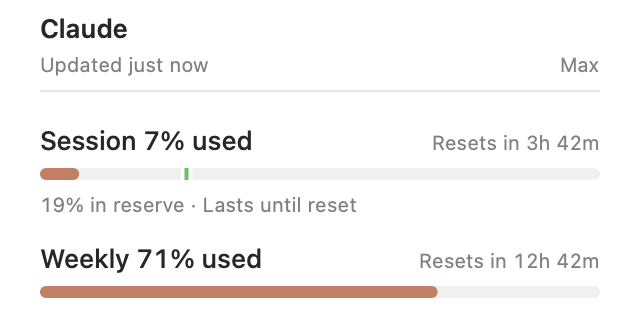 Claude
Updated just now Max
Session 7% used Resets in 3h 42m
19% in reserve · Lasts until reset
Weekly 71% used Resets in 12h 42m